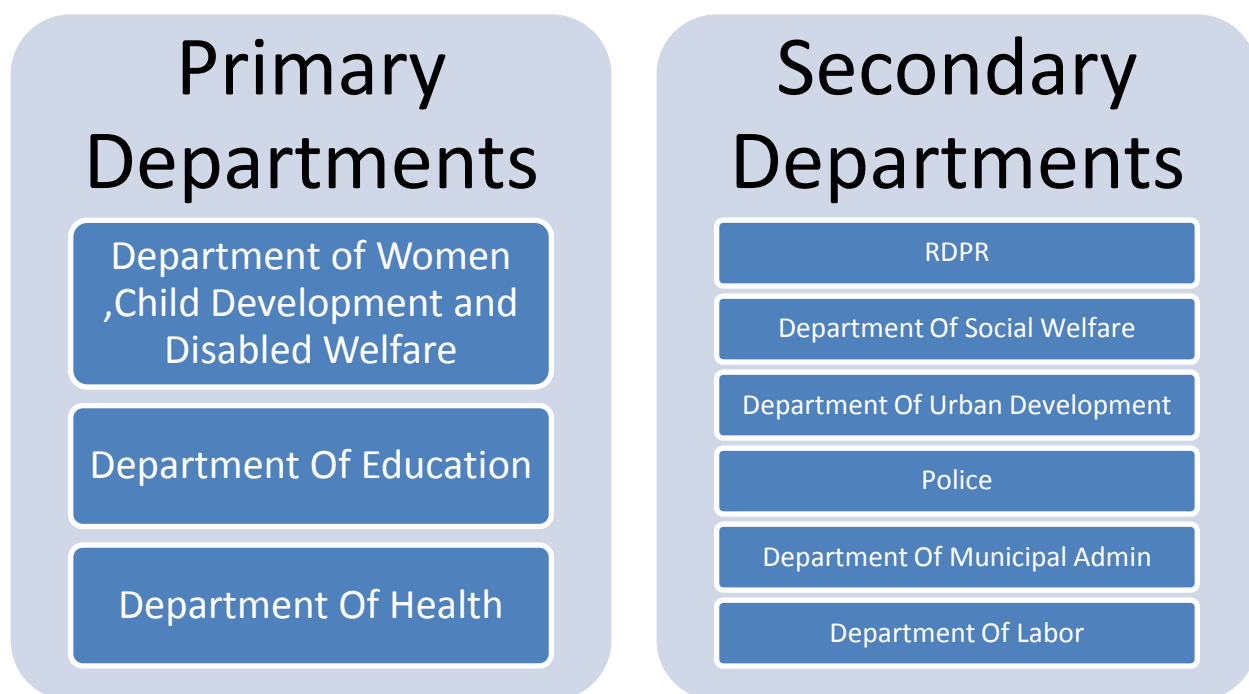 Primary
Departments
Department of Women
,Child Development and
Disabled Welfare
Department Of Education
Department Of Health
Secondary
Departments
RDPR
Department Of Social Welfare
Department Of Urban Development
Police
Department Of Municipal Admin
Department Of Labor